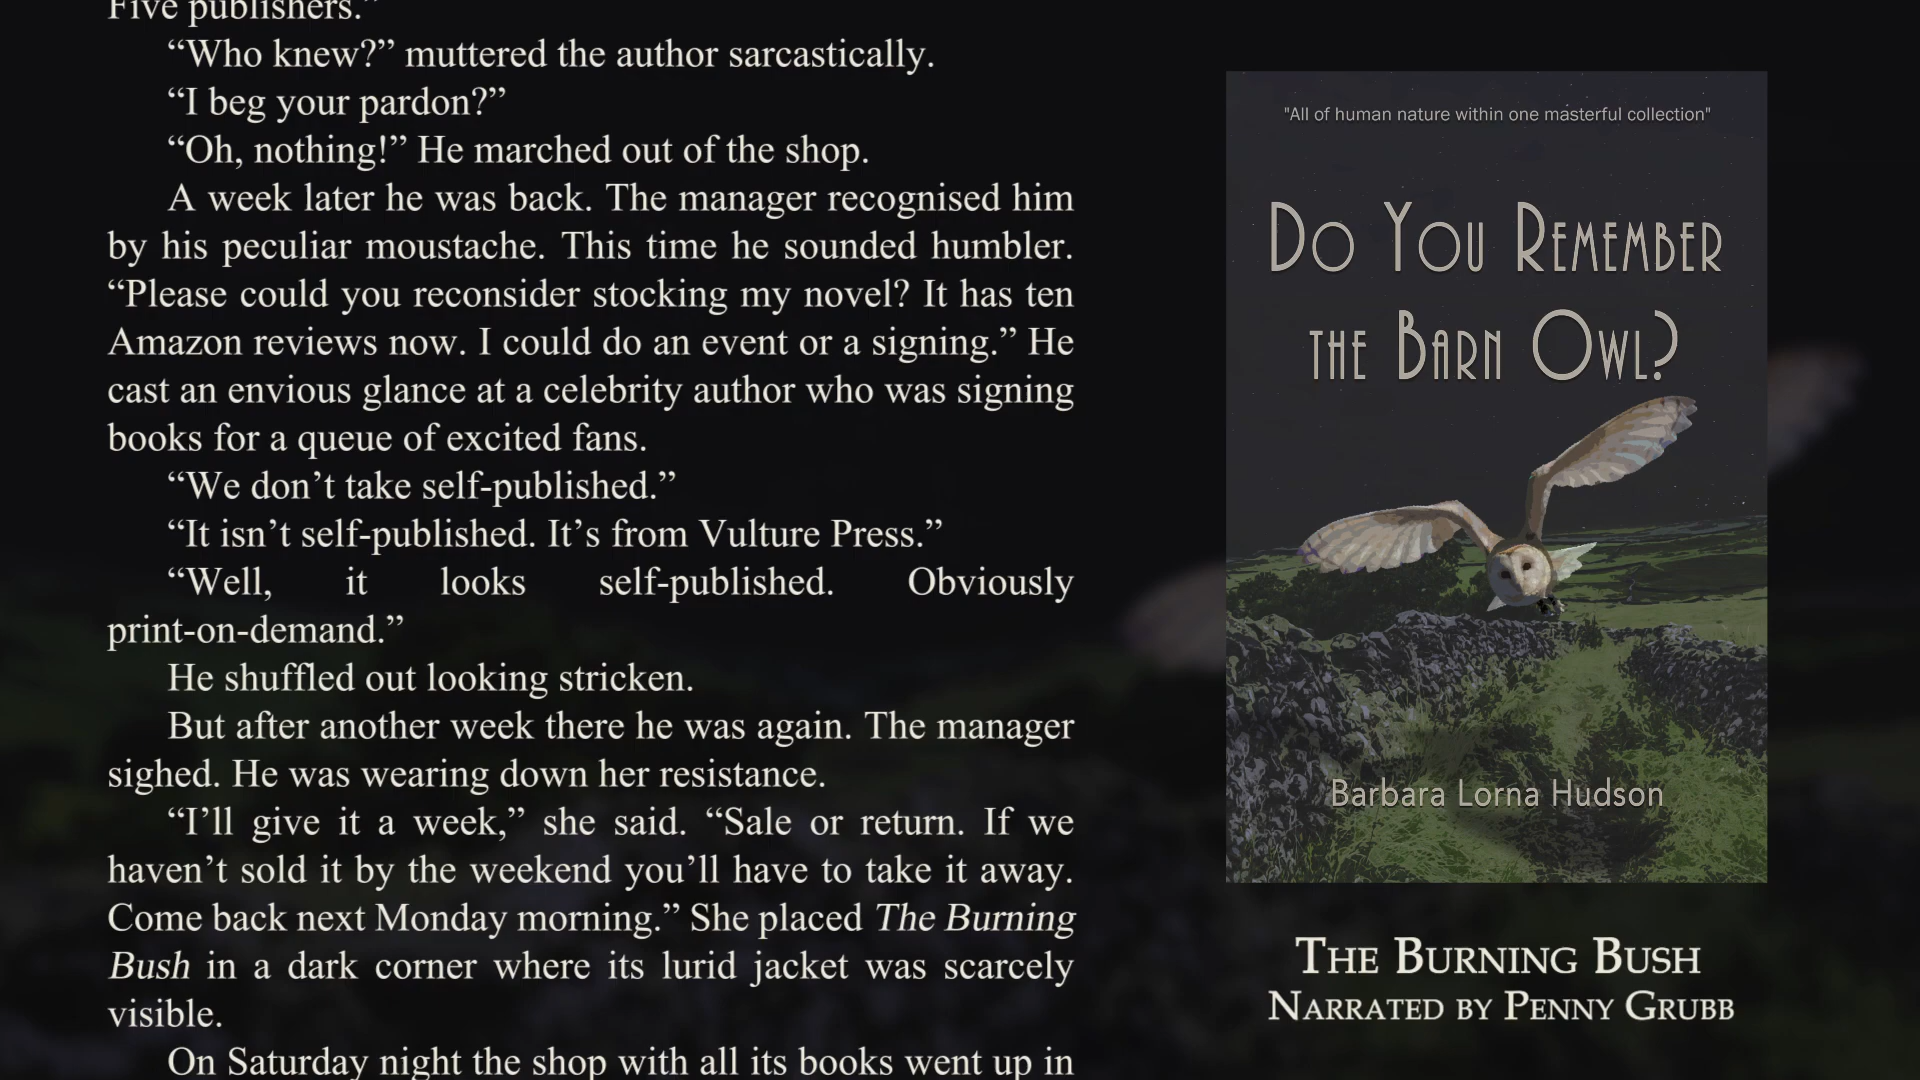 Five publishers.”
“Who knew?” muttered the author sarcastically.
“I beg your pardon?”
“Oh, nothing!” He marched out of the shop.
A week later he was back. The manager recognised him
by his peculiar moustache. This time he sounded humbler.
“Please could you reconsider stocking my novel? It has ten
Amazon reviews now. I could do an event or a signing.” He
cast an envious glance at a celebrity author who was signing
books for a queue of excited fans.
“We don’t take self-published.”
“It isn’t self-published. It’s from Vulture Press.”
“Well, it looks self-published. Obviously
print-on-demand.”
He shuffled out looking stricken.
But after another week there he was again. The manager
sighed. He was wearing down her resistance.
“I’ll give it a week,” she said. “Sale or return. If we
haven’t sold it by the weekend you’ll have to take it away.
Come back next Monday morning.” She placed The Burning
Bush in a dark corner where its lurid jacket was scarcely
visible.
On Saturday night the shop with all its books went up in
"All of human nature within one masterful collection"
Do You Remember
the Barn Owl?
Barbara Lorna Hudson
The Burning Bush
Narrated by Penny Grubb